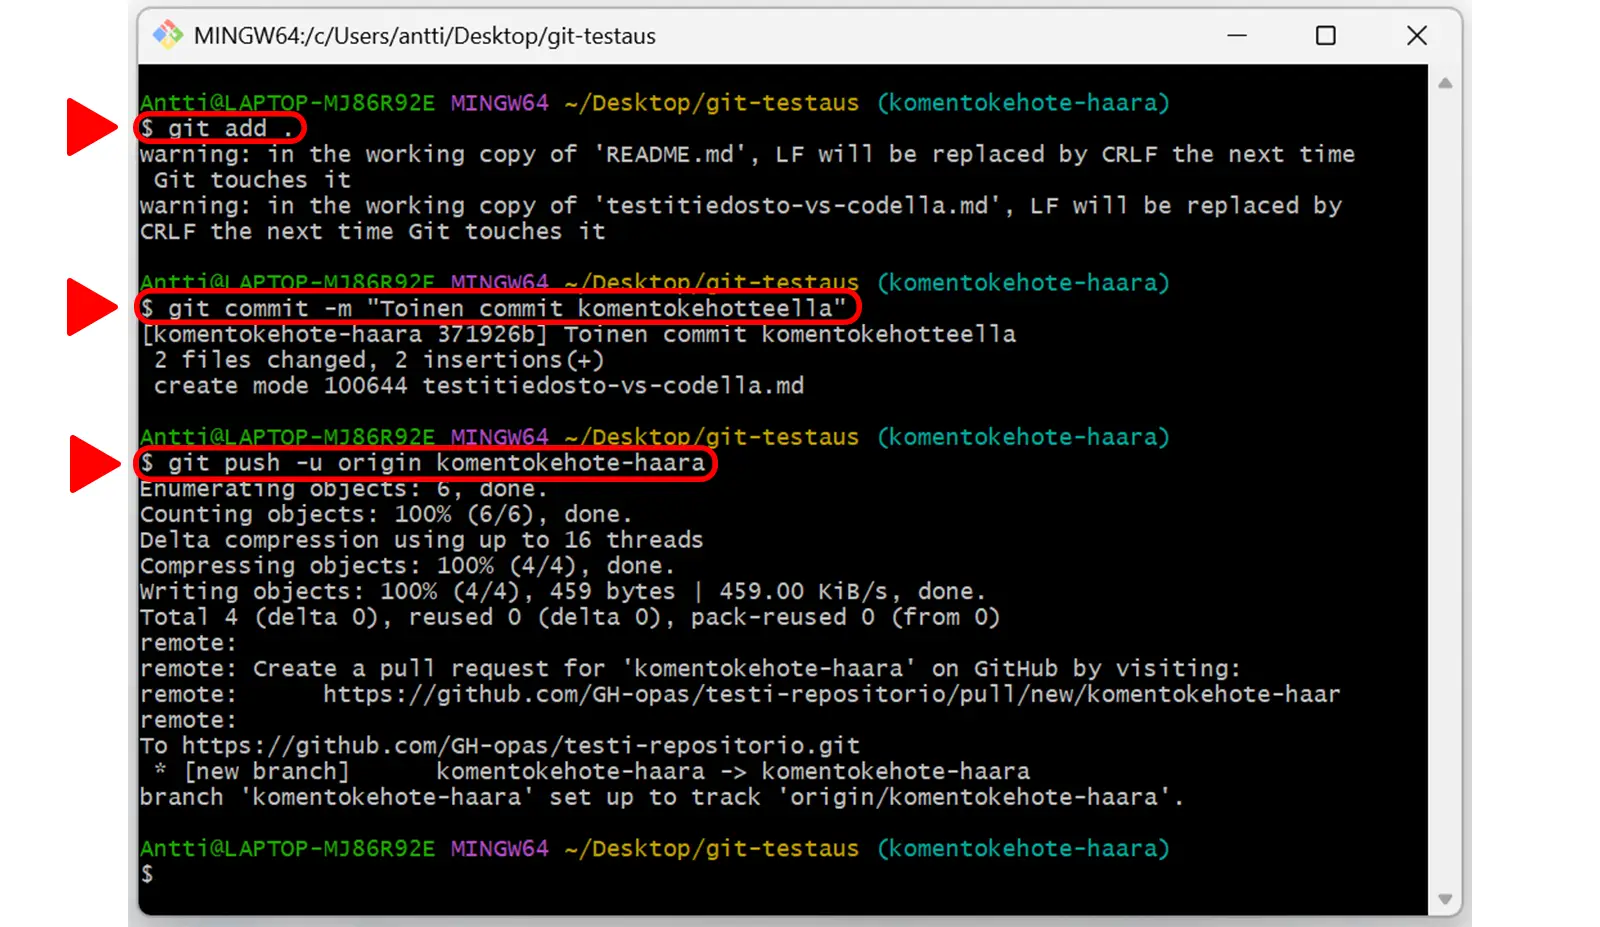 MINGW64:/c/Users/antti/Desktop/git-testaus
Antti@LAPTOP-MJ86R92E MINGW64 ~/Desktop/git-testaus (komentokehote-haara)
$ git add .
warning: in the working copy of 'README.md', LF will be replaced by CRLF the next time
Git touches it
warning: in the working copy of 'testitiedosto-vs-codella.md', LF will be replaced by
CRLF the next time Git touches it
Antti@LAPTOP-MJ86R92E MINGW64 ~/Desktop/git-testaus (komentokehote-haara)
$ git commit -m "Toinen commit komentokehotteella"
[komentokehote-haara 371926b] Toinen commit komentokehotteella
2 files changed, 2 insertions(+)
create mode 100644 testitiedosto-vs-codella.md
Antti@LAPTOP-MJ86R92E MINGW64 ~/Desktop/git-testaus (komentokehote-haara)
$ git push -u origin komentokehote-haara
Enumerating objects: 6, done.
Counting objects: 100% (6/6), done.
Delta compression using up to 16 threads
Compressing objects: 100% (4/4), done.
Writing objects: 100% (4/4), 459 bytes | 459.00 KiB/s, done.
Total 4 (delta 0), reused 0 (delta 0), pack-reused 0 (from 0)
remote:
remote: Create a pull request for 'komentokehote-haara' on GitHub by visiting:
remote:      https://github.com/GH-opas/testi-repositorio/pull/new/komentokehote-haar
remote:
To https://github.com/GH-opas/testi-repositorio.git
* [new branch]      komentokehote-haara -> komentokehote-haara
branch 'komentokehote-haara' set up to track 'origin/komentokehote-haara'.
Antti@LAPTOP-MJ86R92E MINGW64 ~/Desktop/git-testaus (komentokehote-haara)
$